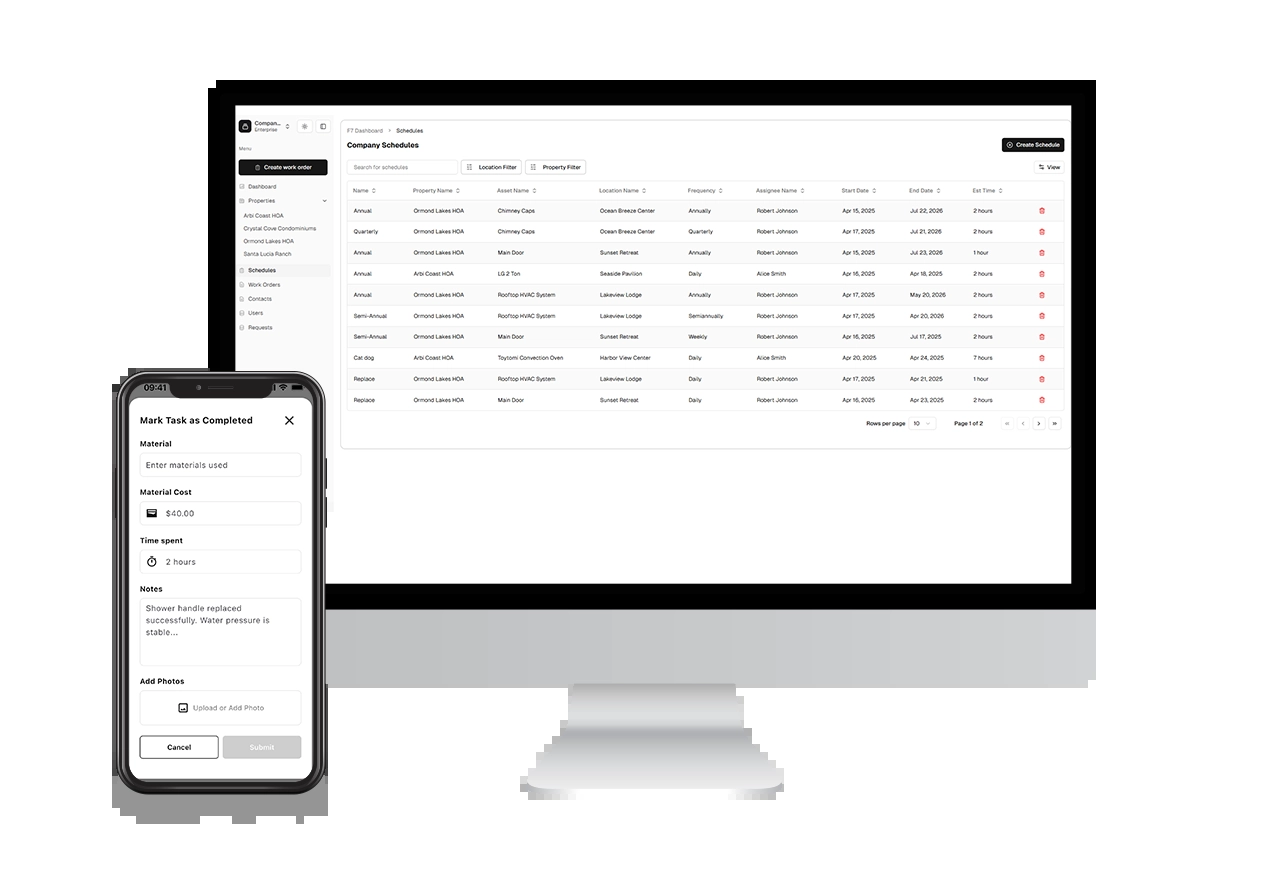 Compan...
Enterprise
Menu
Create work order
Dashboard
Properties
Arbi Coast HOA
Crystal Cove Condominiums
Ormond Lakes HOA
Santa Lucia Ranch
Schedules
Work Orders
Contacts
Users
Requests
F7 Dashboard > Schedules
Company Schedules
Create Schedule
Search for schedules Location Filter Property Filter View
Name Property Name Asset Name Location Name Frequency Assignee Name Start Date End Date Est Time
Annual Ormond Lakes HOA Chimney Caps Ocean Breeze Center Annually Robert Johnson Apr 15, 2025 Jul 22, 2026 2 hours
Quarterly Ormond Lakes HOA Chimney Caps Ocean Breeze Center Quarterly Robert Johnson Apr 17, 2025 Jul 21, 2026 2 hours
Annual Ormond Lakes HOA Main Door Sunset Retreat Annually Robert Johnson Apr 15, 2025 Jul 23, 2026 1 hour
Annual Arbi Coast HOA LG 2 Ton Seaside Pavilion Daily Alice Smith Apr 16, 2025 Apr 18, 2025 2 hours
Annual Ormond Lakes HOA Rooftop HVAC System Lakeview Lodge Annually Robert Johnson Apr 17, 2025 May 20, 2026 2 hours
Semi-Annual Ormond Lakes HOA Rooftop HVAC System Lakeview Lodge Semiannually Robert Johnson Apr 17, 2025 Apr 20, 2026 2 hours
Semi-Annual Ormond Lakes HOA Main Door Sunset Retreat Weekly Robert Johnson Apr 16, 2025 Jul 17, 2025 2 hours
Cat dog Arbi Coast HOA Toytomi Convection Oven Harbor View Center Daily Alice Smith Apr 20, 2025 Apr 24, 2025 7 hours
Replace Ormond Lakes HOA Rooftop HVAC System Lakeview Lodge Daily Robert Johnson Apr 17, 2025 Apr 21, 2025 1 hour
Replace Ormond Lakes HOA Main Door Sunset Retreat Daily Robert Johnson Apr 16, 2025 Apr 23, 2025 2 hours
Rows per page 10 Page 1 of 2
09:41
Mark Task as Completed
Material
Enter materials used
Material Cost
$40.00
Time spent
2 hours
Notes
Shower handle replaced
successfully. Water pressure is
stable...
Add Photos
Upload or Add Photo
Cancel Submit